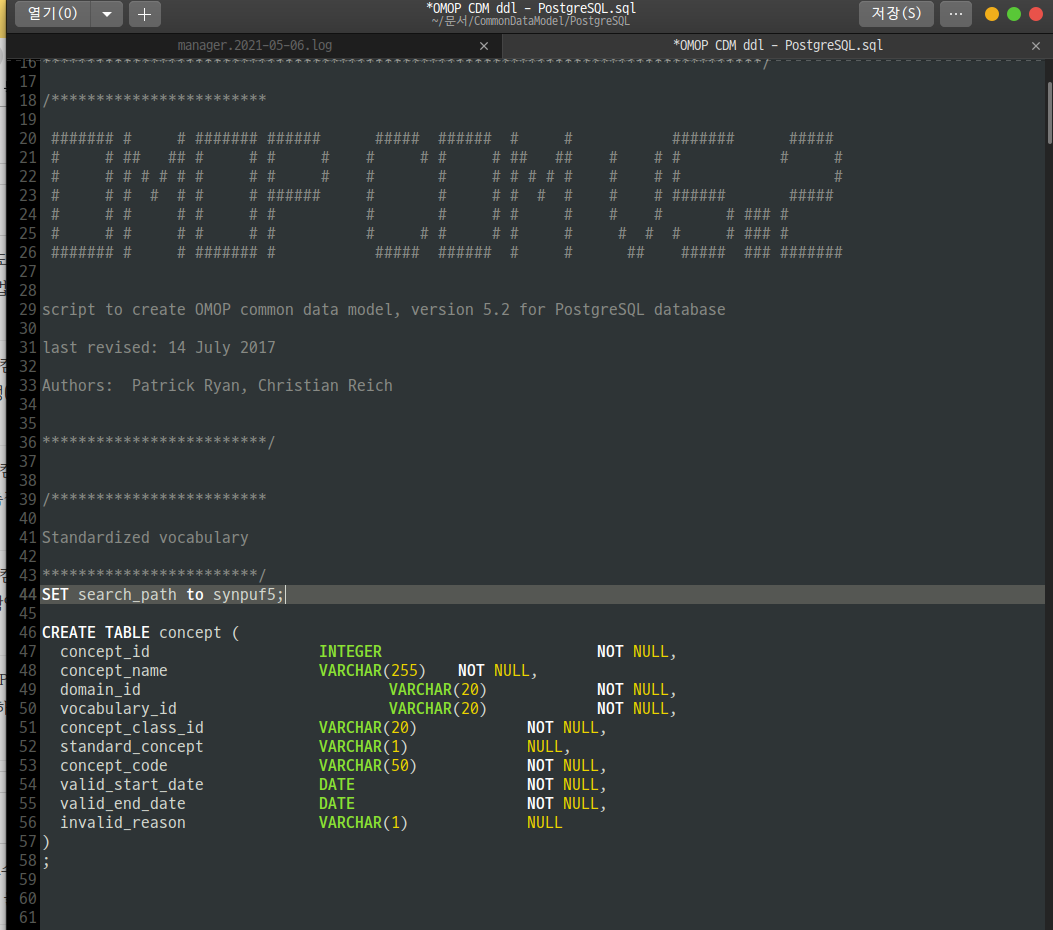 열기(O)
*OMOP CDM ddl - PostgreSQL.sql
~/문서/CommonDataModel/PostgreSQL
저장(S)
manager.2021-05-06.log
*OMOP CDM ddl - PostgreSQL.sql
17
18 /************************
19
20  ####### #     # ####### ######      #####  ######  #     #           #######      #####
21  #     # ##   ## #     # #     #    #     # #     # ##   ##    #    # #           #     #
22  #     # # # # # #     # #     #    #       #     # # # # #    #    # #                 #
23  #     # #  #  # #     # ######     #       #     # #  #  #    #    # ######       #####
24  #     # #     # #     # #          #       #     # #     #    #    #       # ### #
25  #     # #     # #     # #          #     # #     # #     #     #  #  #     # ### #
26  ####### #     # ####### #           #####  ######  #     #      ##    #####  ### #######
27
28
29 script to create OMOP common data model, version 5.2 for PostgreSQL database
30
31 last revised: 14 July 2017
32
33 Authors:  Patrick Ryan, Christian Reich
34
35
36 *************************/
37
38
39 /************************
40
41 Standardized vocabulary
42
43 ************************/
44 SET search_path to synpuf5;
45
46 CREATE TABLE concept (
47   concept_id                   INTEGER                        NOT NULL,
48   concept_name                 VARCHAR(255)   NOT NULL,
49   domain_id                            VARCHAR(20)            NOT NULL,
50   vocabulary_id                        VARCHAR(20)            NOT NULL,
51   concept_class_id             VARCHAR(20)            NOT NULL,
52   standard_concept             VARCHAR(1)             NULL,
53   concept_code                 VARCHAR(50)            NOT NULL,
54   valid_start_date             DATE                   NOT NULL,
55   valid_end_date               DATE                   NOT NULL,
56   invalid_reason               VARCHAR(1)             NULL
57 )
58 ;
59
60
61